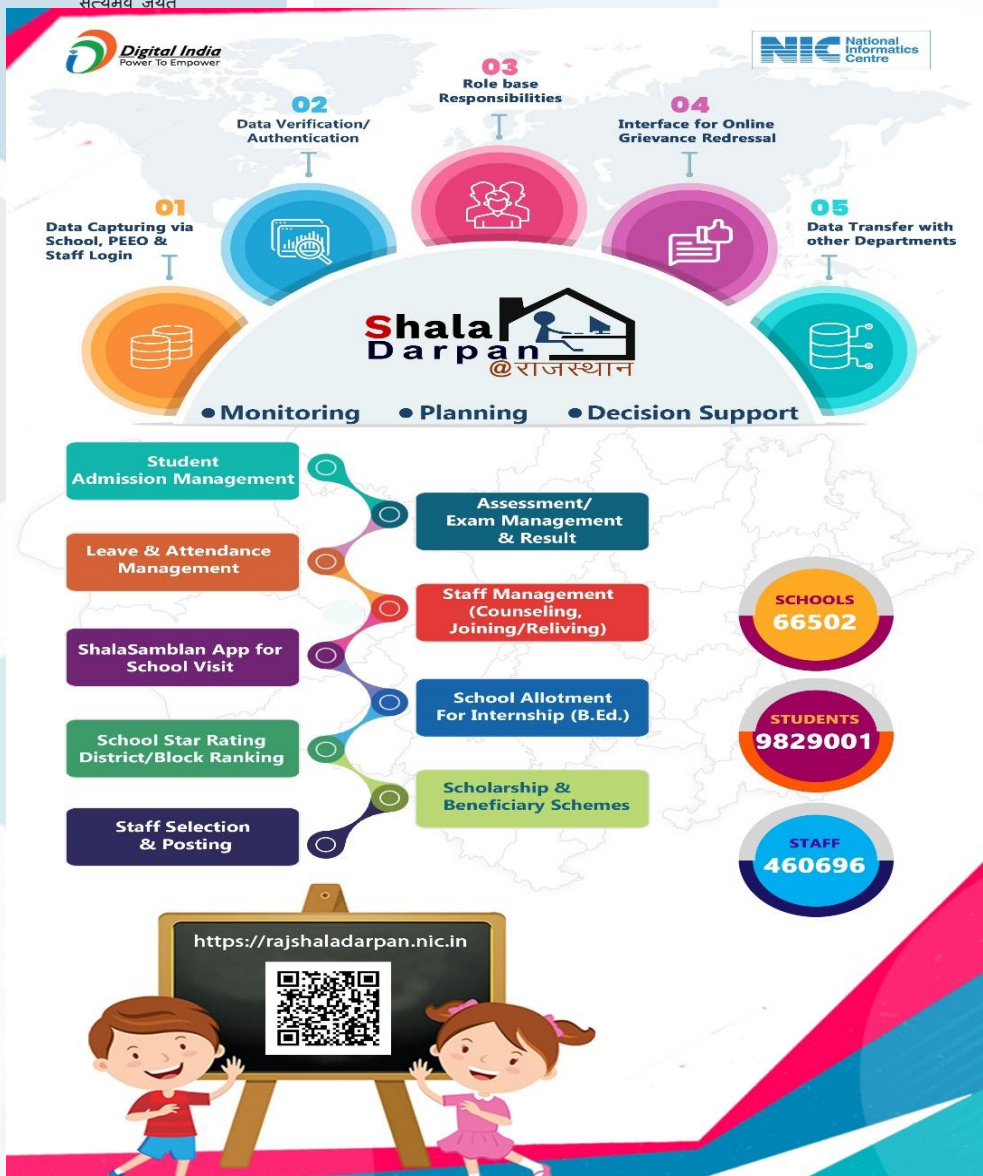 सत्यमेव जयते
Digital India
Power To Empower
NIC National
Informatics
Centre
01
Data Capturing via
School, PEEO &
Staff Login
02
Data Verification/
Authentication
03
Role base
Responsibilities
04
Interface for Online
Grievance Redressal
05
Data Transfer with
other Departments
Shala
Darpan
@राजस्थान
• Monitoring • Planning • Decision Support
Student
Admission Management
Assessment/
Exam Management
& Result
Leave & Attendance
Management
Staff Management
(Counseling,
Joining/Reliving)
ShalaSamblan App for
School Visit
School Allotment
For Internship (B.Ed.)
School Star Rating
District/Block Ranking
Scholarship &
Beneficiary Schemes
Staff Selection
& Posting
SCHOOLS
66502
STUDENTS
9829001
STAFF
460696
https://rajshaladarpan.nic.in